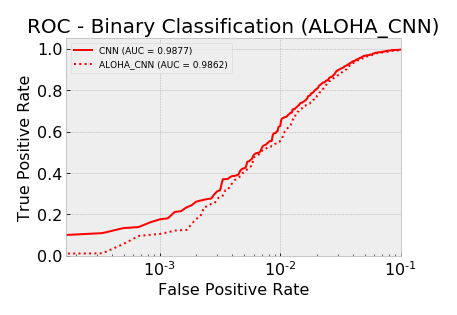 ROC - Binary Classification (ALOHA_CNN)
CNN (AUC = 0.9877)
ALOHA_CNN (AUC = 0.9862)
True Positive Rate
1.0
0.8
0.6
0.4
0.2
0.0
10⁻³ 10⁻² 10⁻¹
False Positive Rate